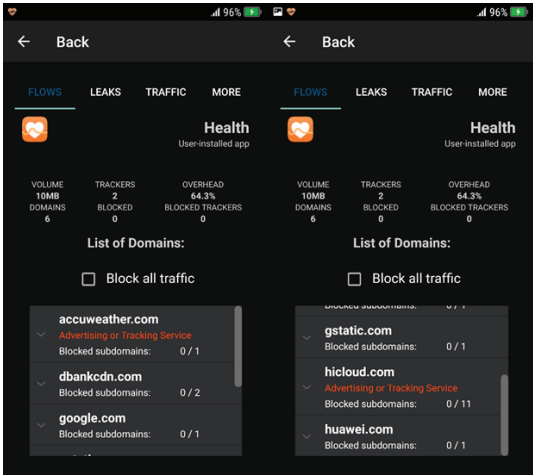 96%
Back
FLOWS LEAKS TRAFFIC MORE
Health
User-installed app
VOLUME TRACKERS OVERHEAD
10MB 2 64.3%
DOMAINS BLOCKED BLOCKED TRACKERS
6 0 0
List of Domains:
Block all traffic
accuweather.com
Advertising or Tracking Service
Blocked subdomains: 0 / 1
dbankcdn.com
Blocked subdomains: 0 / 2
google.com
Blocked subdomains: 0 / 1
96%
Back
FLOWS LEAKS TRAFFIC MORE
Health
User-installed app
VOLUME TRACKERS OVERHEAD
10MB 2 64.3%
DOMAINS BLOCKED BLOCKED TRACKERS
6 0 0
List of Domains:
Block all traffic
Blocked subdomains: 0 / 1
gstatic.com
Blocked subdomains: 0 / 1
hicloud.com
Advertising or Tracking Service
Blocked subdomains: 0 / 11
huawei.com
Blocked subdomains: 0 / 1